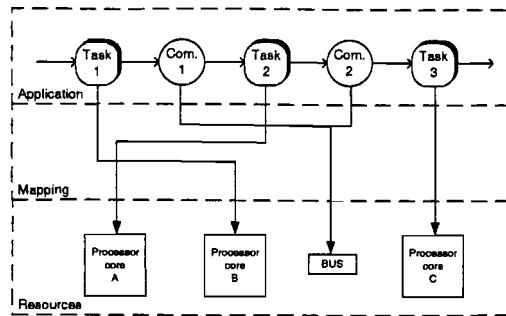 Task
1
Com.
1
Task
2
Com.
2
Task
3
Application
Mapping
Processor
core
A
Processor
core
B
BUS
Processor
core
C
Resources